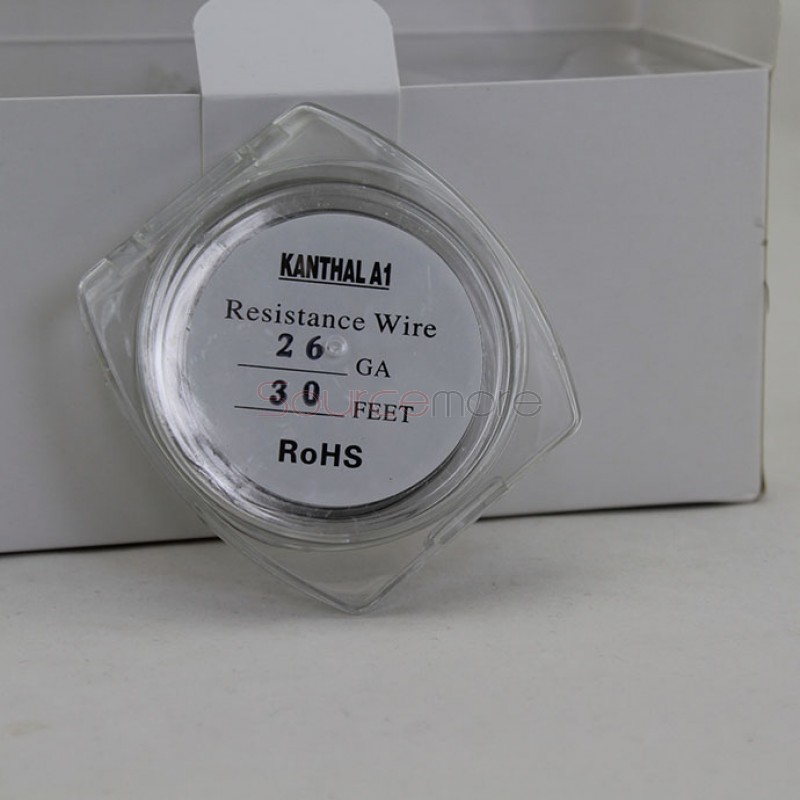 KANTHAL A1
Resistance Wire
26 GA
30 FEET
Sourcemore
RoHS